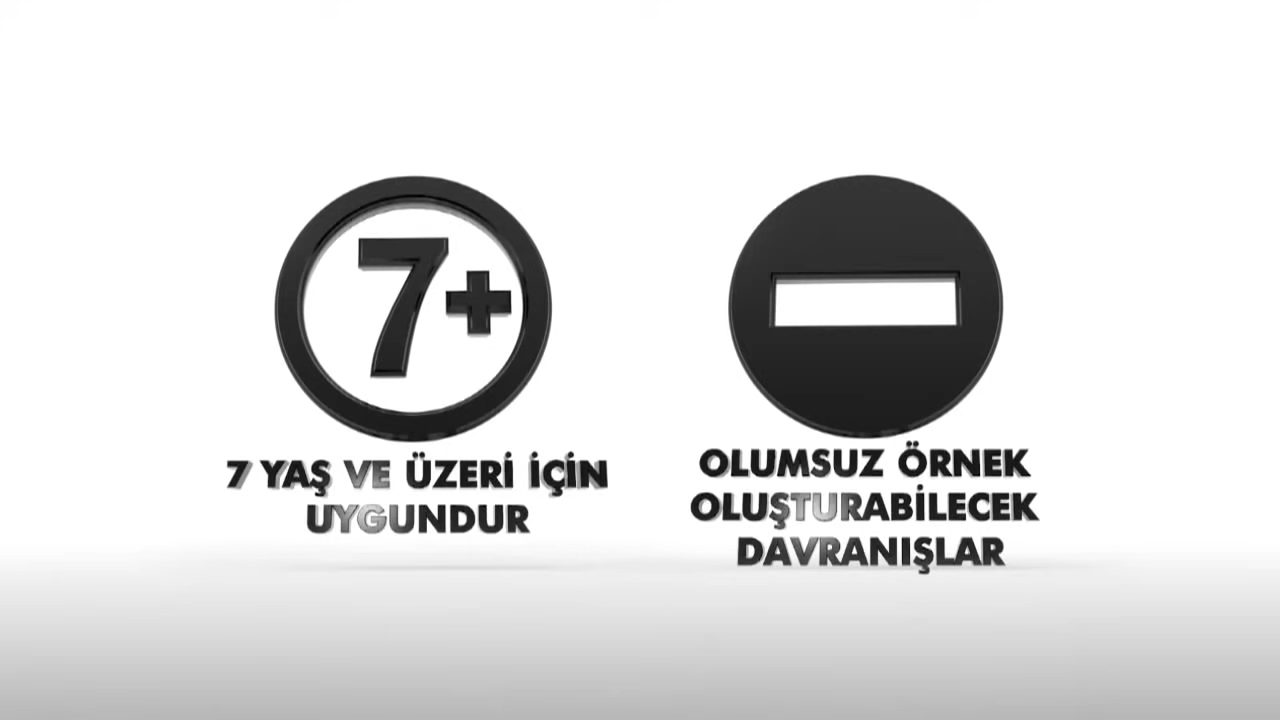 7+
7 YAŞ VE ÜZERİ İÇİN
UYGUNDUR
OLUMSUZ ÖRNEK
OLUŞTURABİLECEK
DAVRANIŞLAR